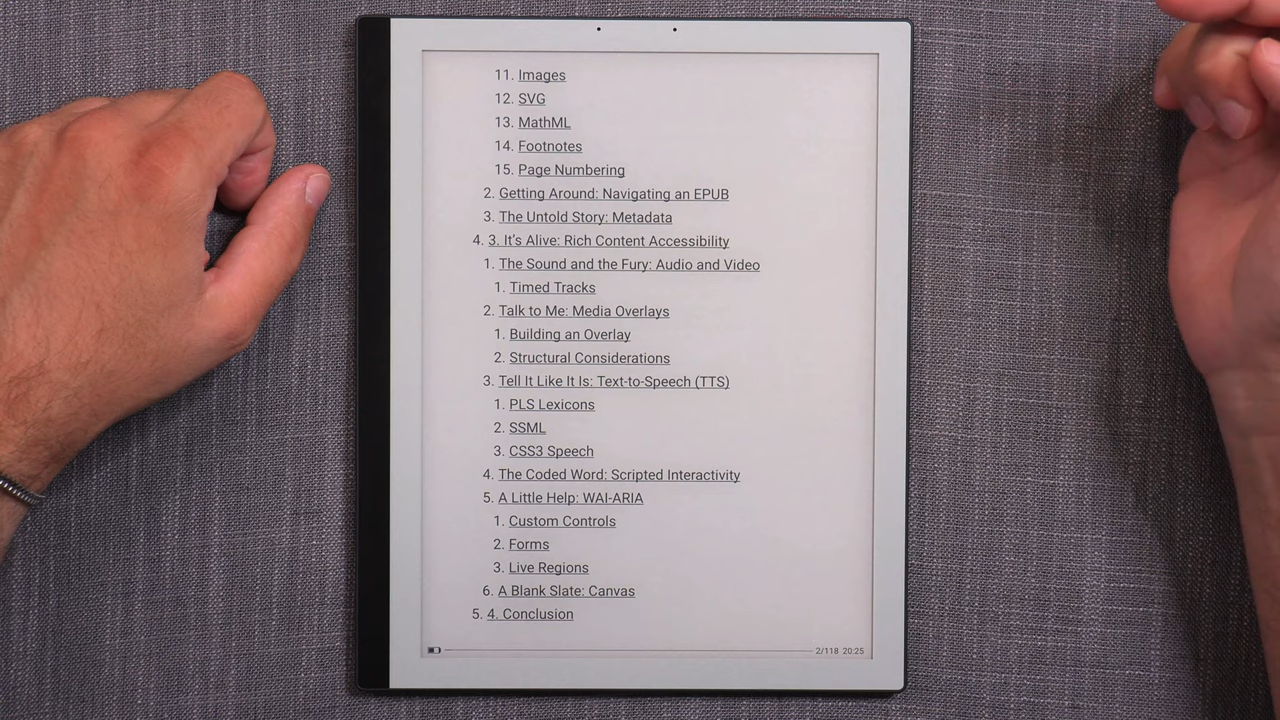 11. Images
12. SVG
13. MathML
14. Footnotes
15. Page Numbering
2. Getting Around: Navigating an EPUB
3. The Untold Story: Metadata
4. 3. It's Alive: Rich Content Accessibility
1. The Sound and the Fury: Audio and Video
1. Timed Tracks
2. Talk to Me: Media Overlays
1. Building an Overlay
2. Structural Considerations
3. Tell It Like It Is: Text-to-Speech (TTS)
1. PLS Lexicons
2. SSML
3. CSS3 Speech
4. The Coded Word: Scripted Interactivity
5. A Little Help: WAI-ARIA
1. Custom Controls
2. Forms
3. Live Regions
6. A Blank Slate: Canvas
5. 4. Conclusion
2/118 20:25